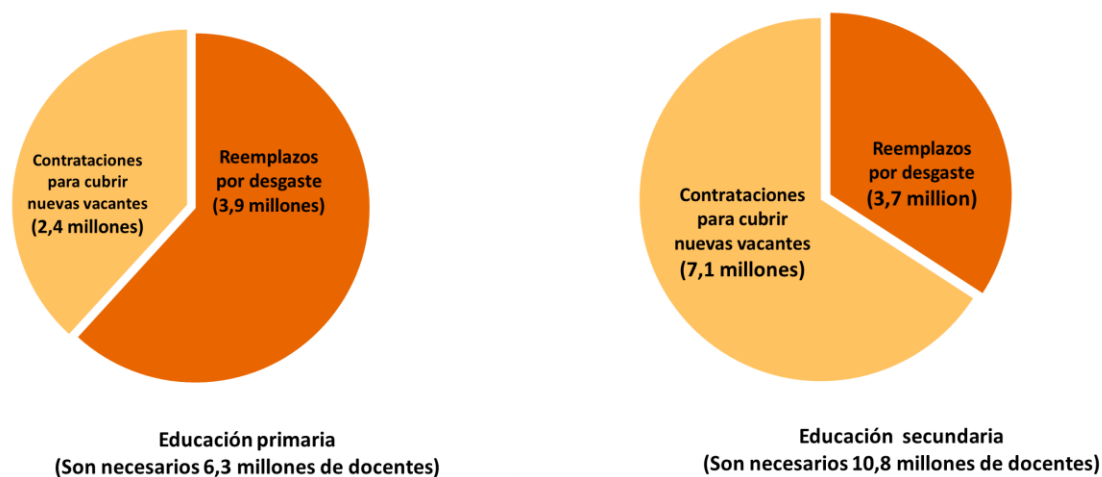 Contrataciones
para cubrir
nuevas vacantes
(2,4 millones)
Reemplazos
por desgaste
(3,9 millones)
Educación primaria
(Son necesarios 6,3 millones de docentes)
Contrataciones
para cubrir
nuevas vacantes
(7,1 millones)
Reemplazos
por desgaste
(3,7 million)
Educación secundaria
(Son necesarios 10,8 millones de docentes)